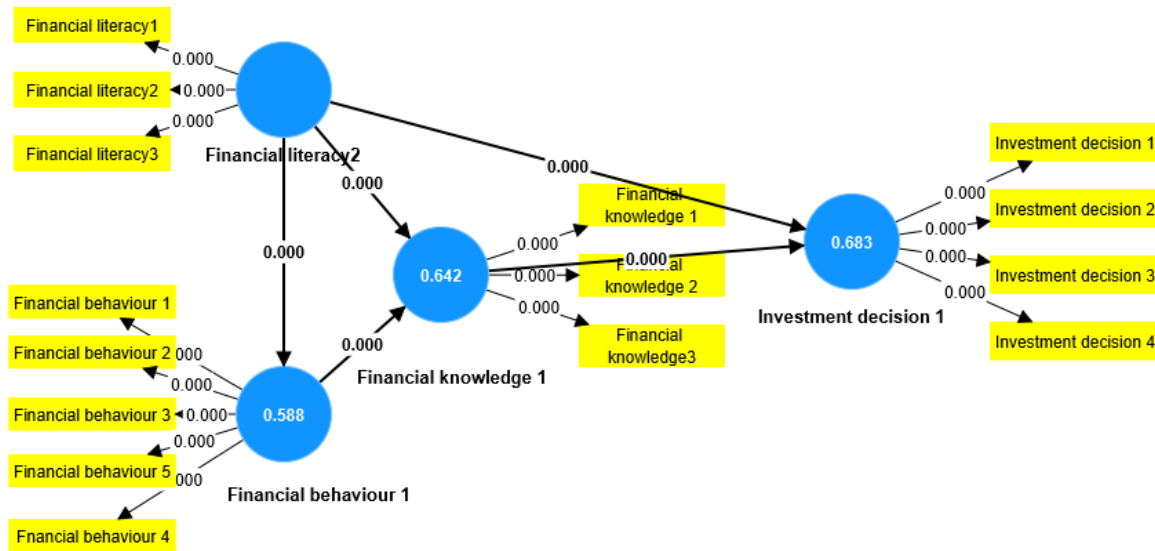 Financial literacy1
0.000
Financial literacy2
0.000
0.000
Financial literacy3
Financial literacy2
0.000
0.000
0.000
Financial
knowledge 1
0.000
0.000
Financial
knowledge 2
0.000
0.000
Financial
knowledge3
0.642
Financial knowledge 1
0.000
0.683
Investment decision 1
Investment decision 1
0.000
Investment decision 2
0.000
0.000
Investment decision 3
0.000
Investment decision 4
Financial behaviour 1
000
Financial behaviour 2
0.000
Financial behaviour 3
0.000
0.000
Financial behaviour 5
000
Fnancial behaviour 4
0.588
Financial behaviour 1